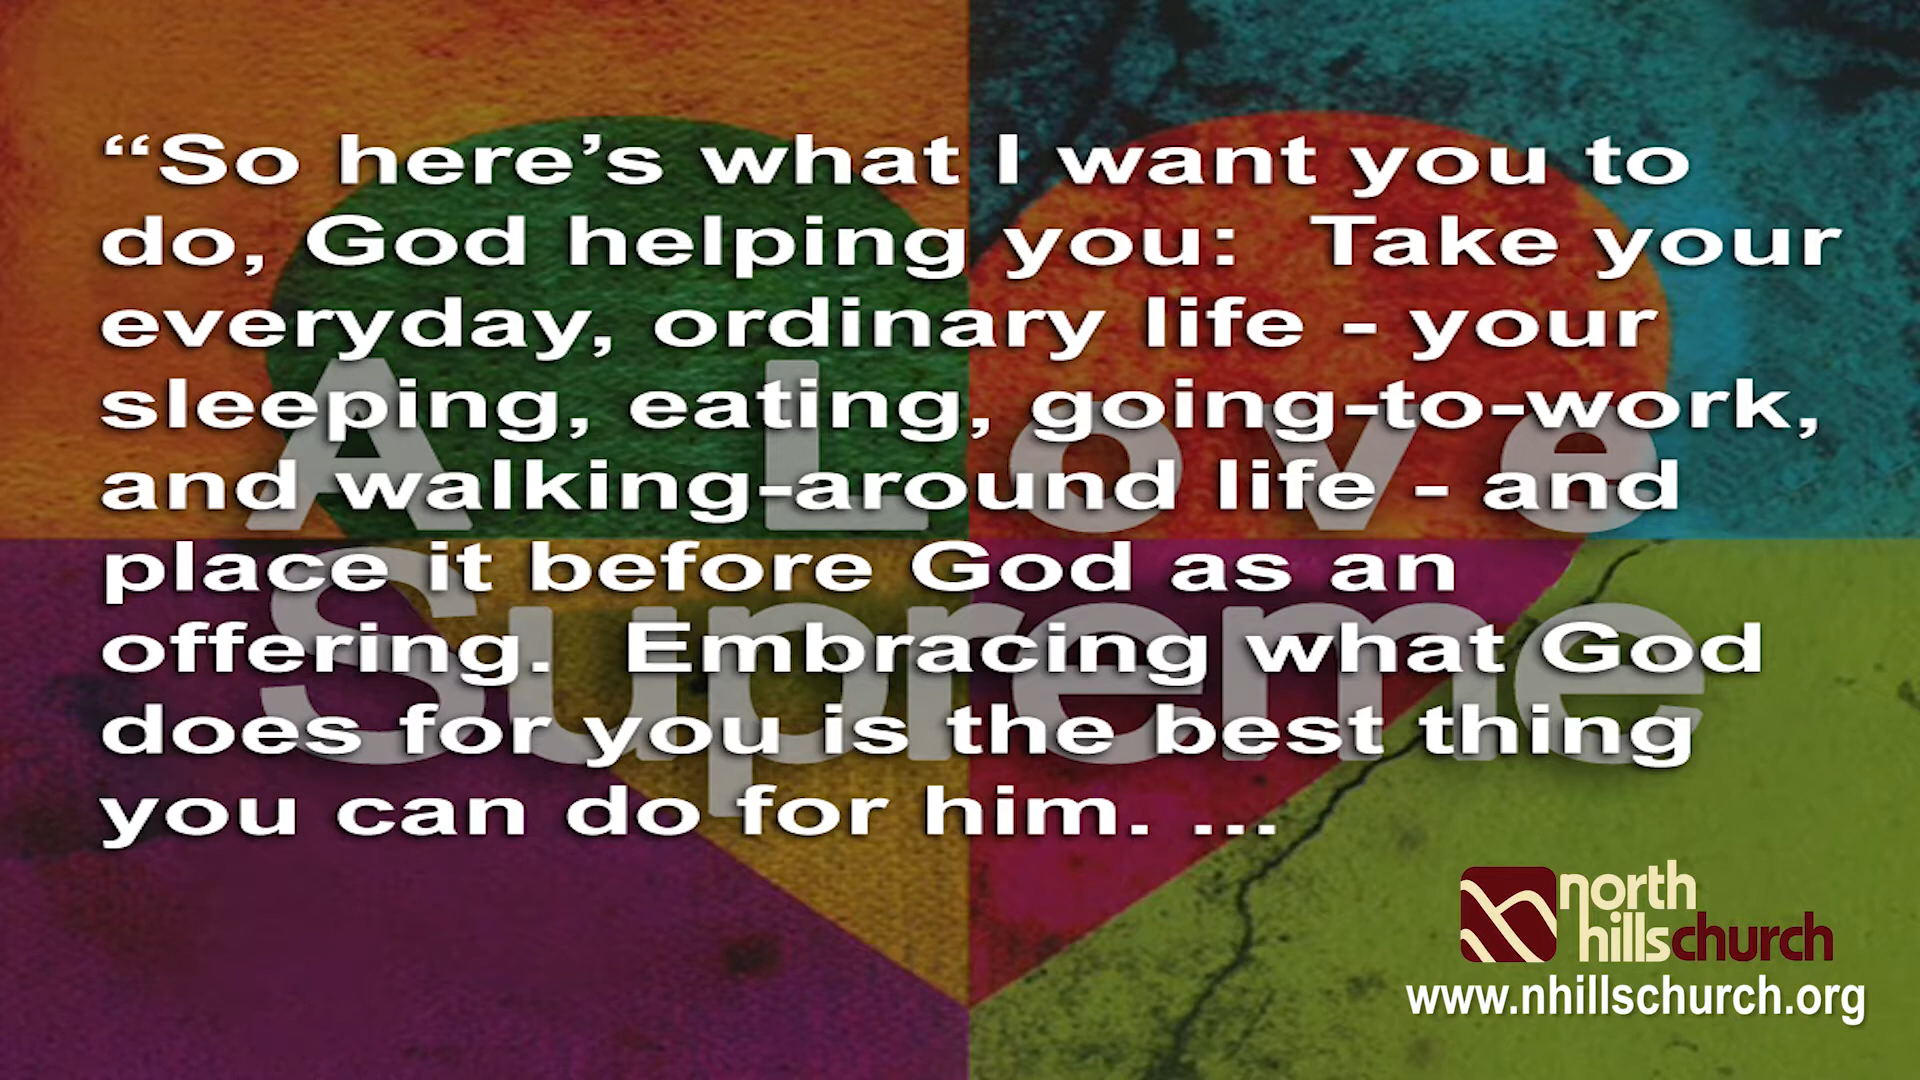 “So here’s what I want you to
do, God helping you:  Take your
everyday, ordinary life - your
sleeping, eating, going-to-work,
and walking-around life - and
place it before God as an
offering.  Embracing what God
does for you is the best thing
you can do for him. ...
A Love
Supreme
north
hillschurch
www.nhillschurch.org